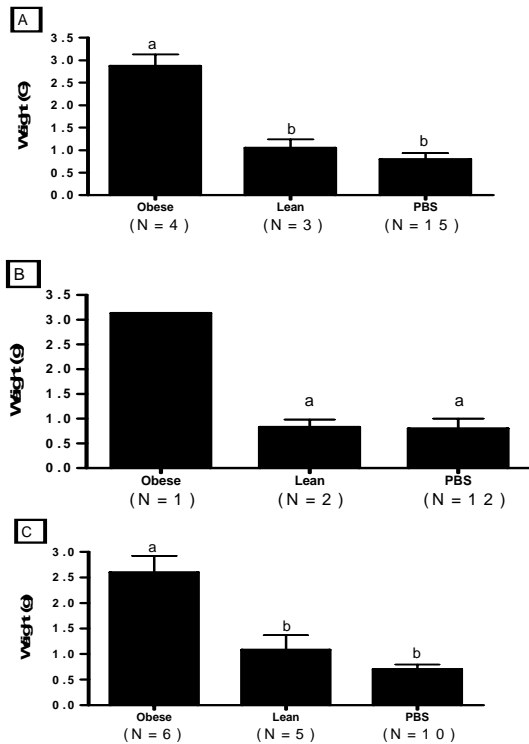 A
3.5
a
3.0
2.5
2.0
1.5
b
b
1.0
0.5
0.0
Weight (G)
Obese Lean PBS
(N = 4) (N = 3) (N = 15)
B
3.5
3.0
2.5
2.0
1.5
a
a
1.0
0.5
0.0
Weight (g)
Obese Lean PBS
(N = 1) (N = 2) (N = 12)
C
3.0
a
2.5
2.0
1.5
b
b
1.0
0.5
0.0
Weight (g)
Obese Lean PBS
(N = 6) (N = 5) (N = 10)